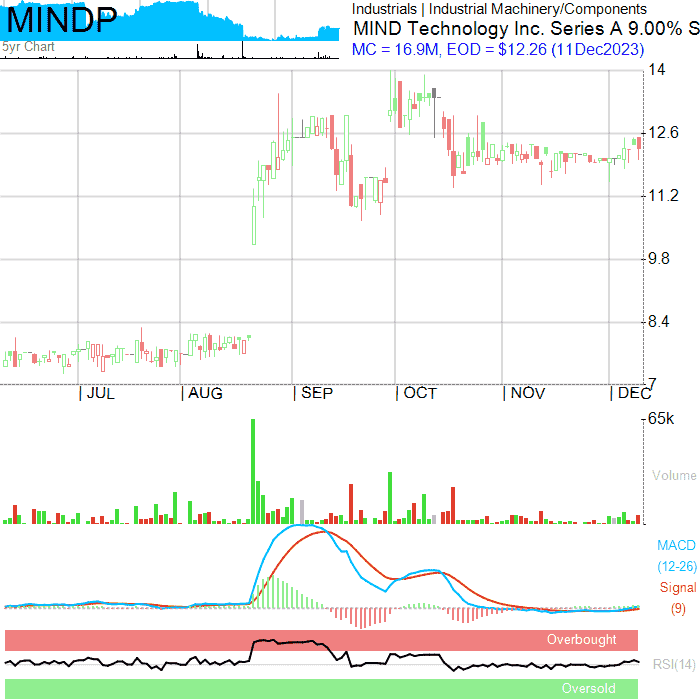 MINDP
5yr Chart
Industrials | Industrial Machinery/Components
MIND Technology Inc. Series A 9.00% S
MC = 16.9M, EOD = $12.26 (11Dec2023)
14
12.6
11.2
9.8
8.4
7
| JUL | AUG | SEP | OCT | NOV | DEC
65k
Volume
MACD
(12-26)
Signal
(9)
Overbought
RSI(14)
Oversold